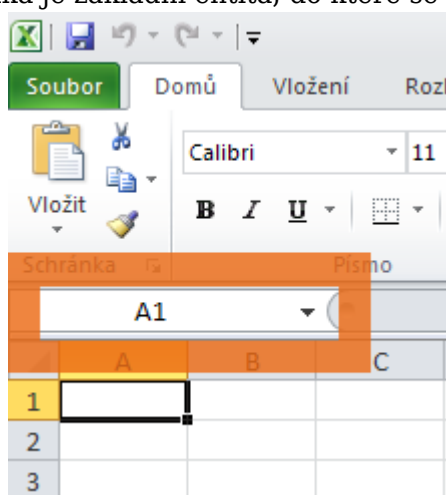 je základní entita, do které se
Soubor Domů Vložení Rozl
Calibri 11
Vložit B I U
Schránka Písmo
A1
A B C
1
2
3